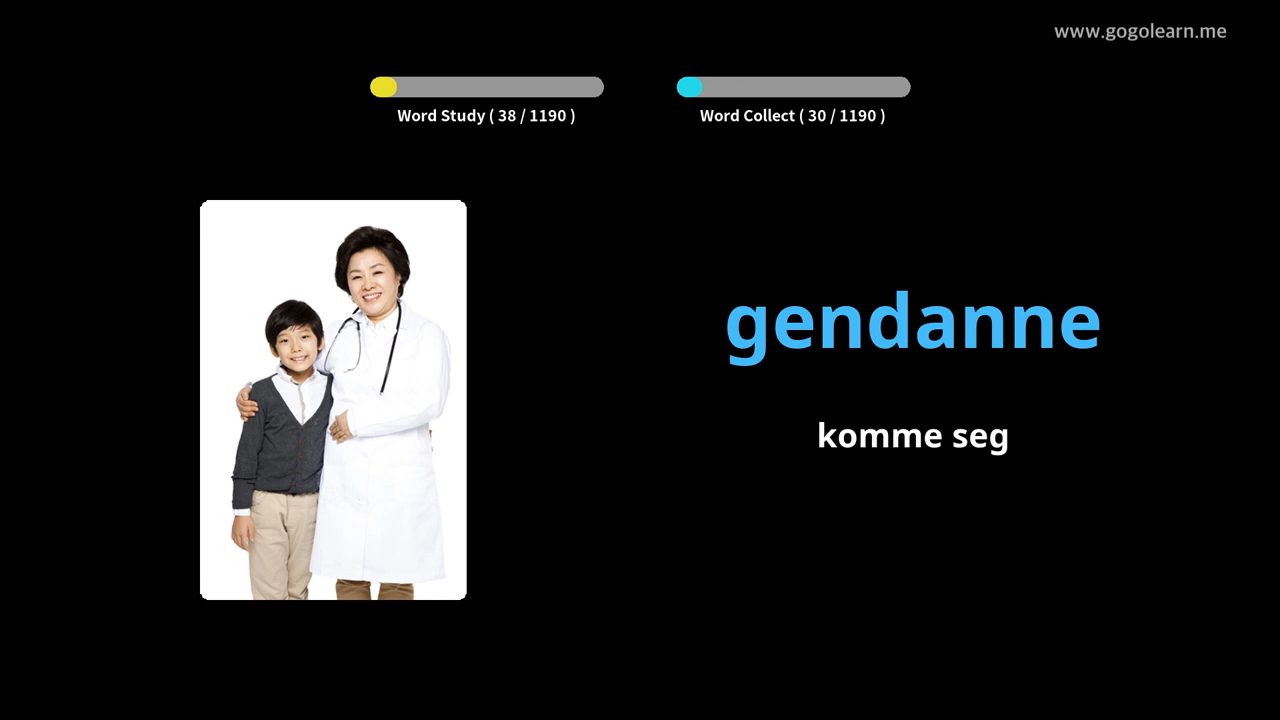 www.gogolearn.me
Word Study ( 38 / 1190 )
Word Collect ( 30 / 1190 )
gendanne
komme seg